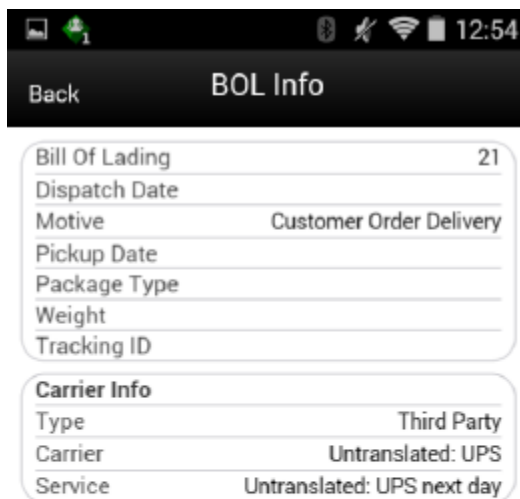 1
12:54
Back
BOL Info
Bill Of Lading 21
Dispatch Date
Motive Customer Order Delivery
Pickup Date
Package Type
Weight
Tracking ID
Carrier Info
Type Third Party
Carrier Untranslated: UPS
Service Untranslated: UPS next day